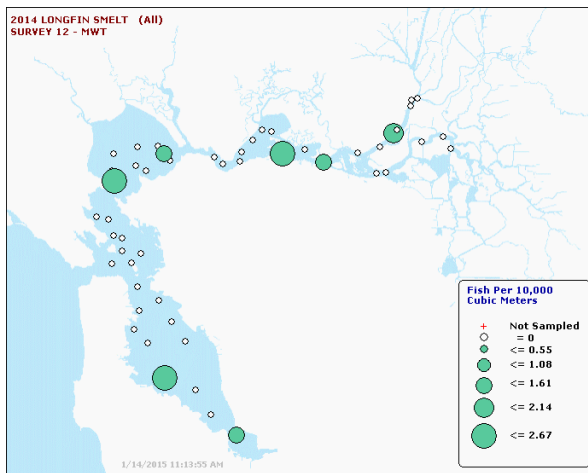 2014 LONGFIN SMELT (All)
SURVEY 12 - MWT
Fish Per 10,000
Cubic Meters
Not Sampled
= 0
<= 0.55
<= 1.08
<= 1.61
<= 2.14
<= 2.67
1/14/2015 11:13:55 AM